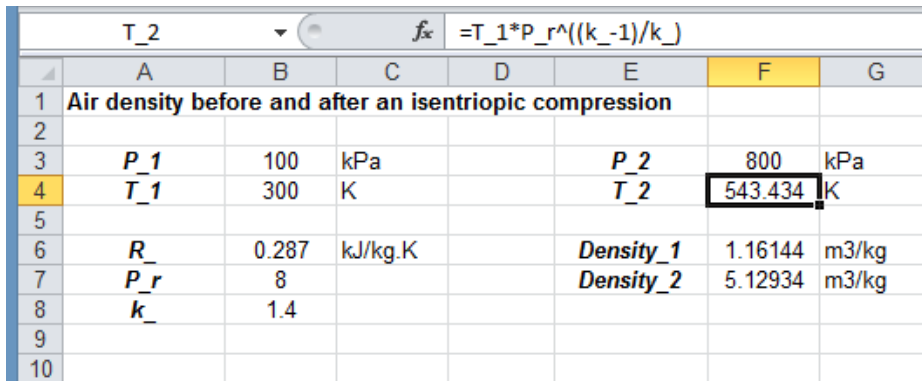 T_2 fx =T_1*P_r^((k_-1)/k_)
A B C D E F G
1 Air density before and after an isentriopic compression
2
3 P_1 100 kPa P_2 800 kPa
4 T_1 300 K T_2 543.434 K
5
6 R_ 0.287 kJ/kg.K Density_1 1.16144 m3/kg
7 P_r 8 Density_2 5.12934 m3/kg
8 k_ 1.4
9
10